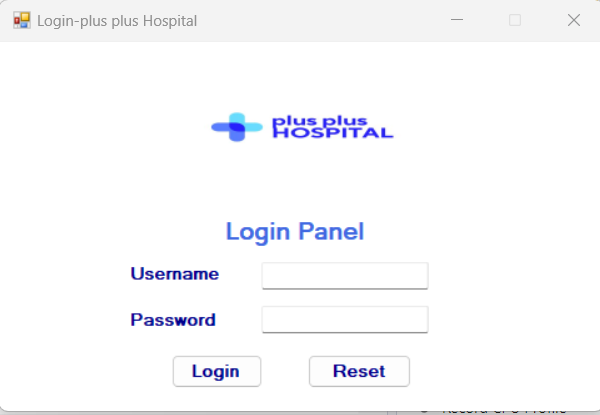 Login-plus plus Hospital
plus plus
HOSPITAL
Login Panel
Username
Password
Login Reset